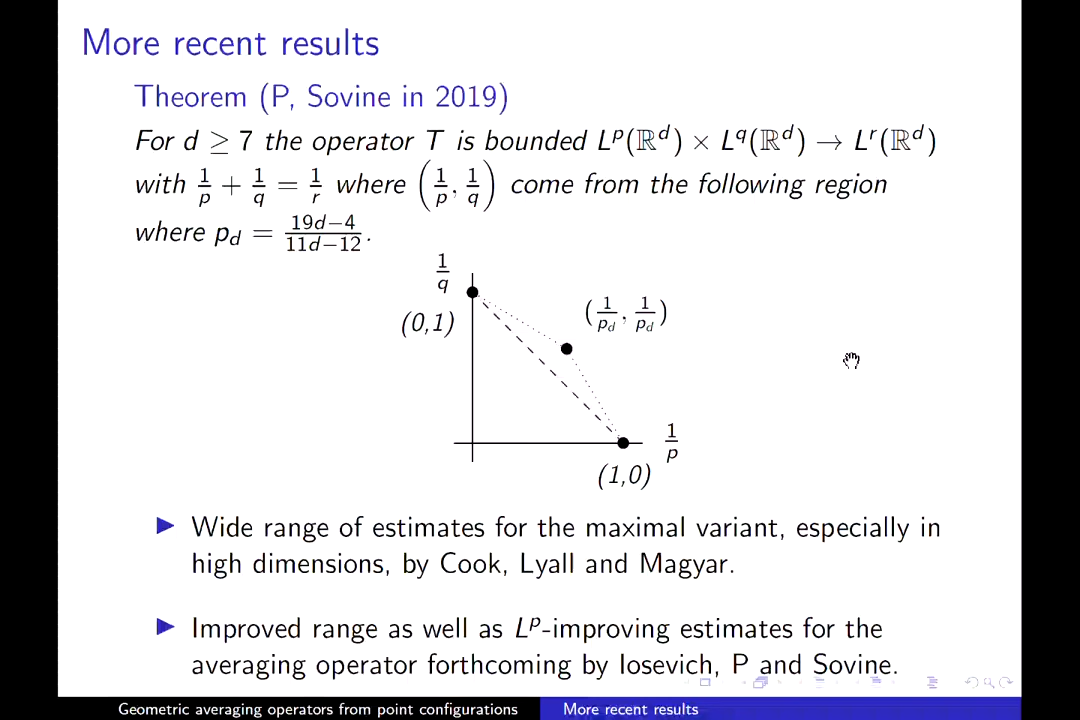 More recent results
Theorem (P, Sovine in 2019)
For d ≥ 7 the operator T is bounded L^p(ℝ^d) × L^q(ℝ^d) → L^r(ℝ^d)
with 1/p + 1/q = 1/r where (1/p, 1/q) come from the following region
where p_d = (19d−4)/(11d−12).
1/q
(0,1)
(1/p_d, 1/p_d)
1/p
(1,0)
Wide range of estimates for the maximal variant, especially in
high dimensions, by Cook, Lyall and Magyar.
Improved range as well as L^p-improving estimates for the
averaging operator forthcoming by Iosevich, P and Sovine.
Geometric averaging operators from point configurations
More recent results